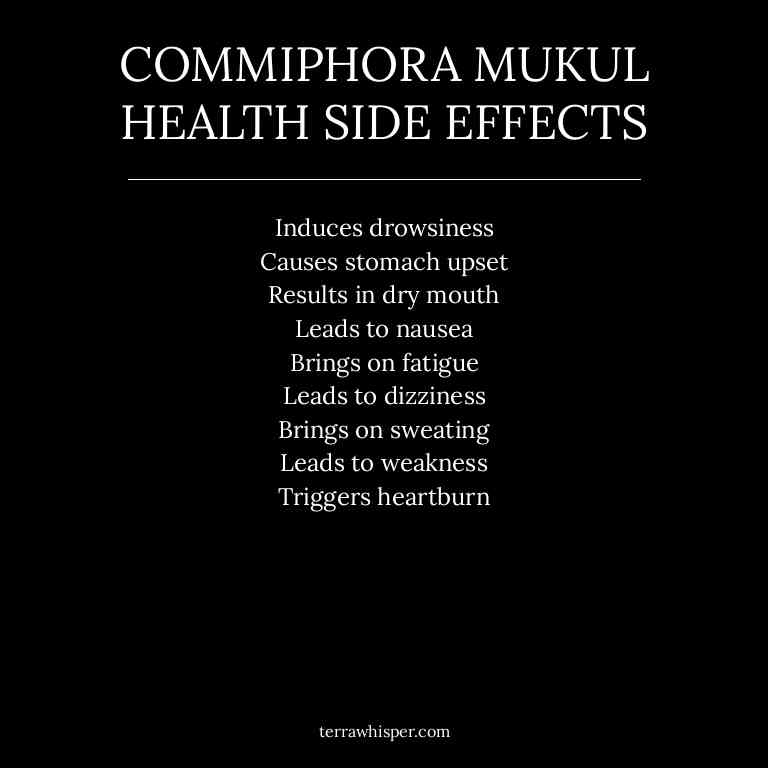 COMMIPHORA MUKUL
HEALTH SIDE EFFECTS
Induces drowsiness
Causes stomach upset
Results in dry mouth
Leads to nausea
Brings on fatigue
Leads to dizziness
Brings on sweating
Leads to weakness
Triggers heartburn
terrawhisper.com